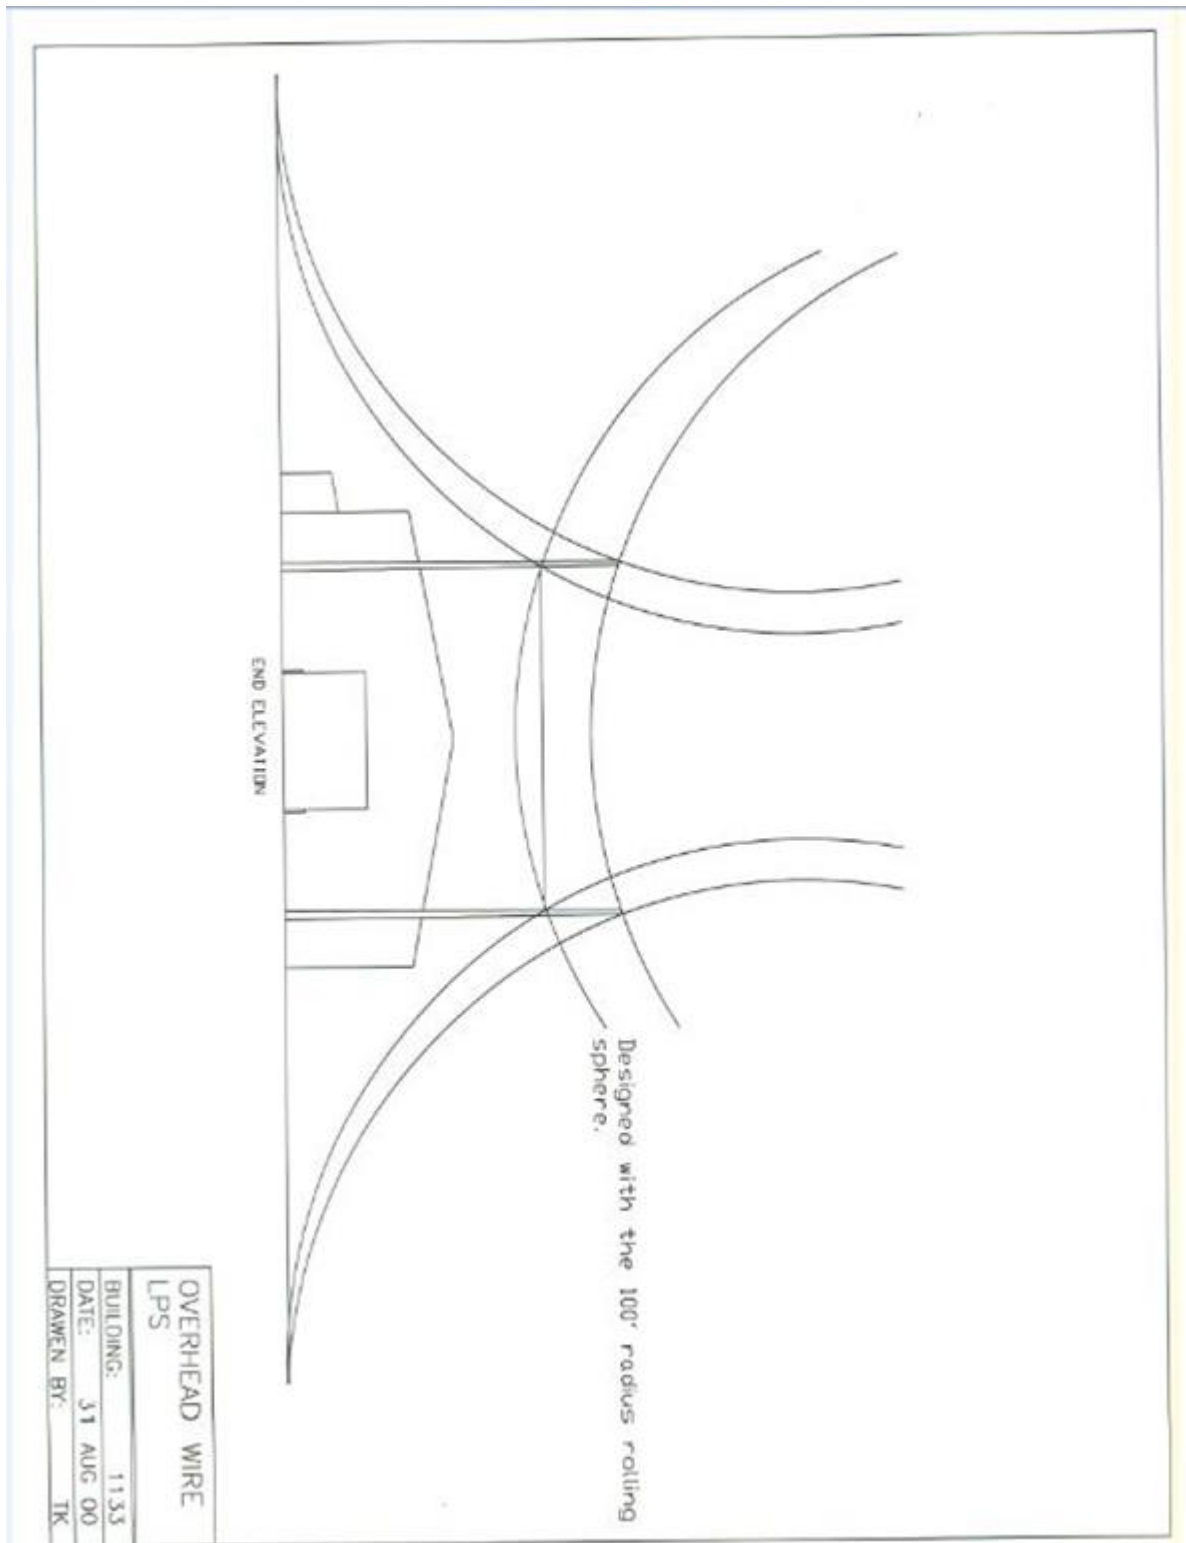 Designed with the 100' radius rolling
sphere.
END ELEVATION
OVERHEAD WIRE
LPS
BUILDING: 1133
DATE: 31 AUG 00
DRAWEN BY: TK